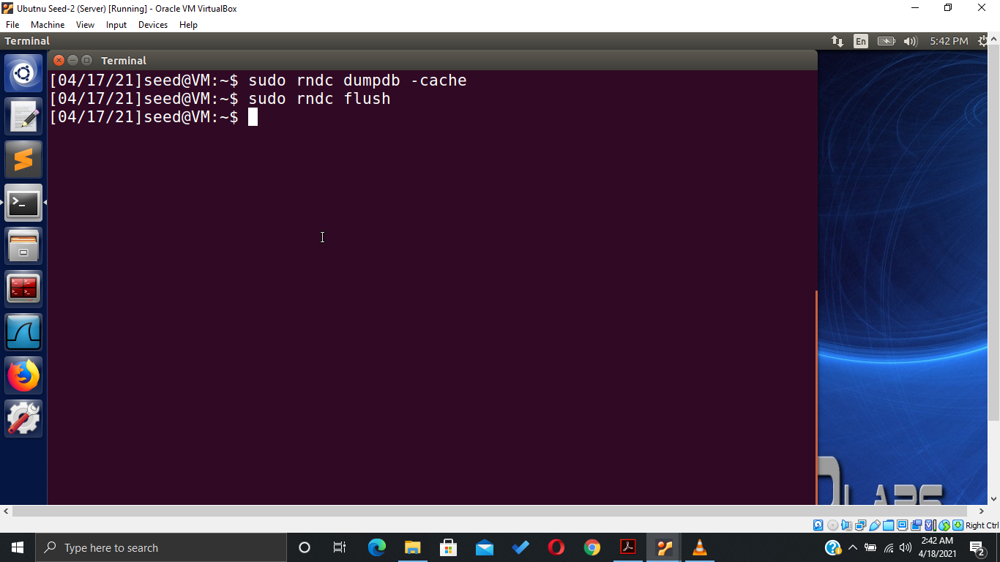 Ubutnu Seed-2 (Server) [Running] - Oracle VM VirtualBox
File Machine View Input Devices Help
Terminal En 5:42 PM
Terminal
[04/17/21]seed@VM:~$ sudo rndc dumpdb -cache
[04/17/21]seed@VM:~$ sudo rndc flush
[04/17/21]seed@VM:~$
LABS
Right Ctrl
Type here to search
2:42 AM
4/18/2021
2